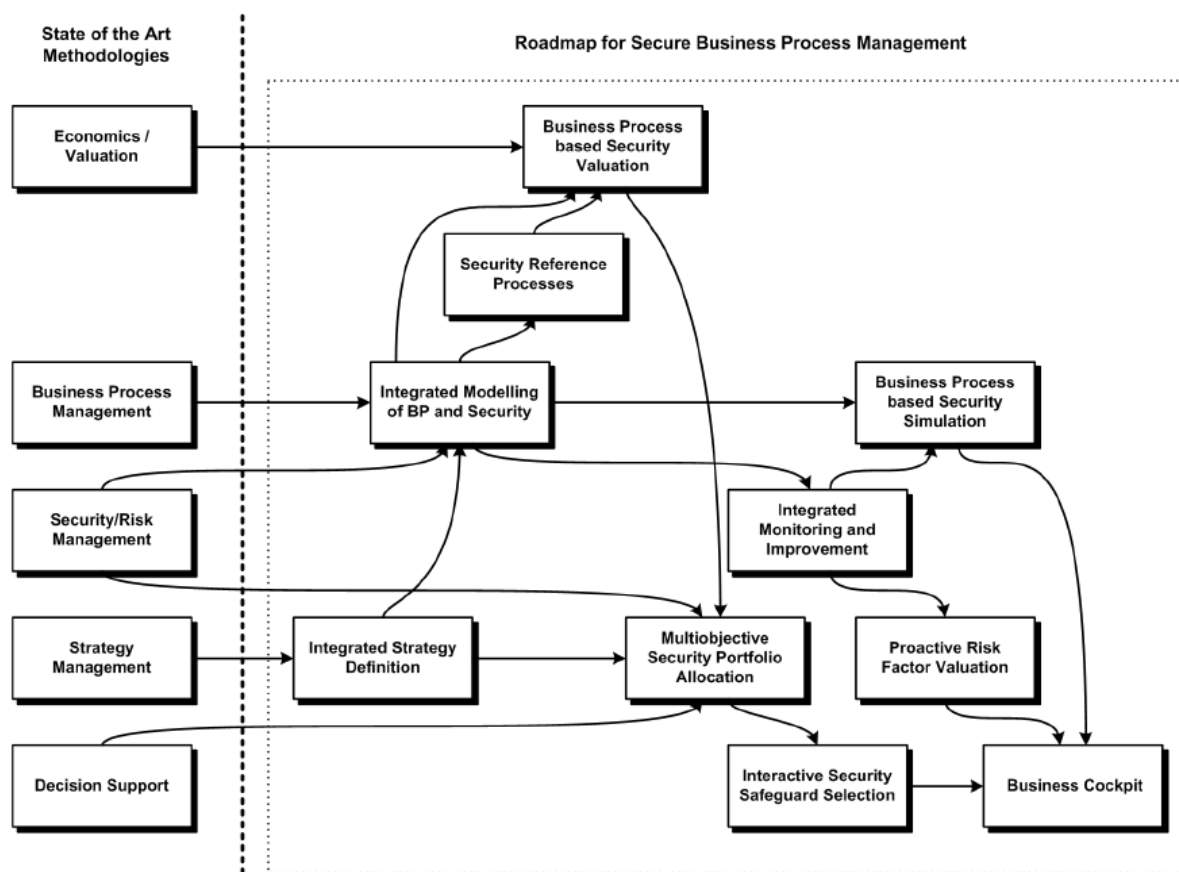 State of the Art
Methodologies
Roadmap for Secure Business Process Management
Economics /
Valuation
Business Process
based Security
Valuation
Security Reference
Processes
Business Process
Management
Integrated Modelling
of BP and Security
Business Process
based Security
Simulation
Security/Risk
Management
Integrated
Monitoring and
Improvement
Strategy
Management
Integrated Strategy
Definition
Multiobjective
Security Portfolio
Allocation
Proactive Risk
Factor Valuation
Decision Support
Interactive Security
Safeguard Selection
Business Cockpit